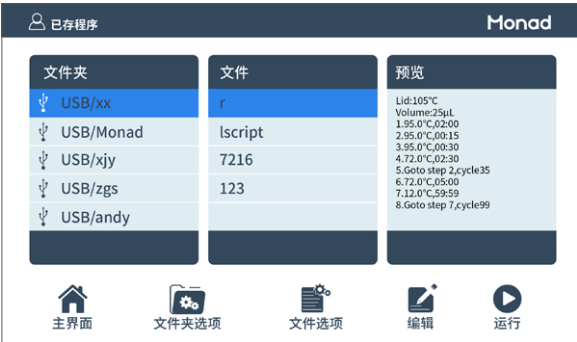 已存程序
Monad
文件夹
USB/xx
USB/Monad
USB/xjy
USB/zgs
USB/andy
文件
r
lscript
7216
123
预览
Lid:105°C
Volume:25μL
1.95.0°C,02:00
2.95.0°C,00:15
3.95.0°C,00:30
4.72.0°C,02:30
5.Goto step 2,cycle35
6.72.0°C,05:00
7.12.0°C,59:59
8.Goto step 7,cycle99
主界面
文件夹选项
文件选项
编辑
运行